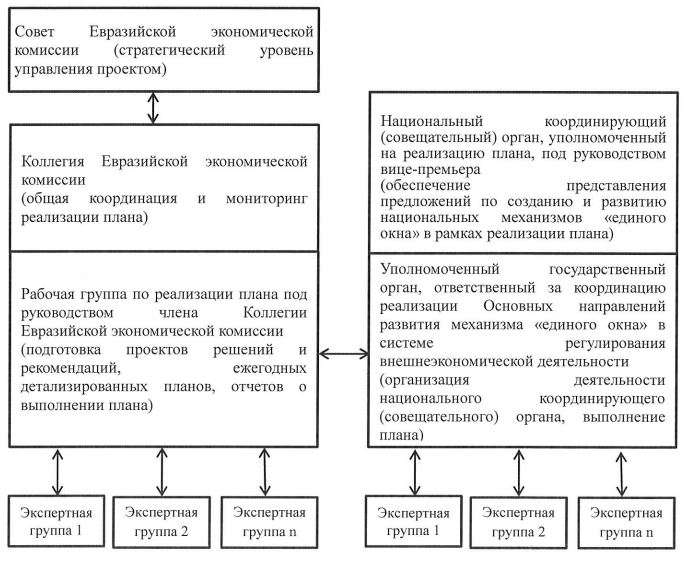 Совет Евразийской экономической
комиссии (стратегический уровень
управления проектом)
Коллегия Евразийской экономической
комиссии
(общая координация и мониторинг
реализации плана)
Рабочая группа по реализации плана под
руководством члена Коллегии
Евразийской экономической комиссии
(подготовка проектов решений и
рекомендаций, ежегодных
детализированных планов, отчетов о
выполнении плана)
Экспертная
группа 1
Экспертная
группа 2
Экспертная
группа n
Национальный координирующий
(совещательный) орган, уполномоченный
на реализацию плана, под руководством
вице-премьера
(обеспечение представления
предложений по созданию и развитию
национальных механизмов «единого
окна» в рамках реализации плана)
Уполномоченный государственный
орган, ответственный за координацию
реализации Основных направлений
развития механизма «единого окна» в
системе регулирования
внешнеэкономической деятельности
(организация деятельности
национального координирующего
(совещательного) органа, выполнение
плана)
Экспертная
группа 1
Экспертная
группа 2
Экспертная
группа n